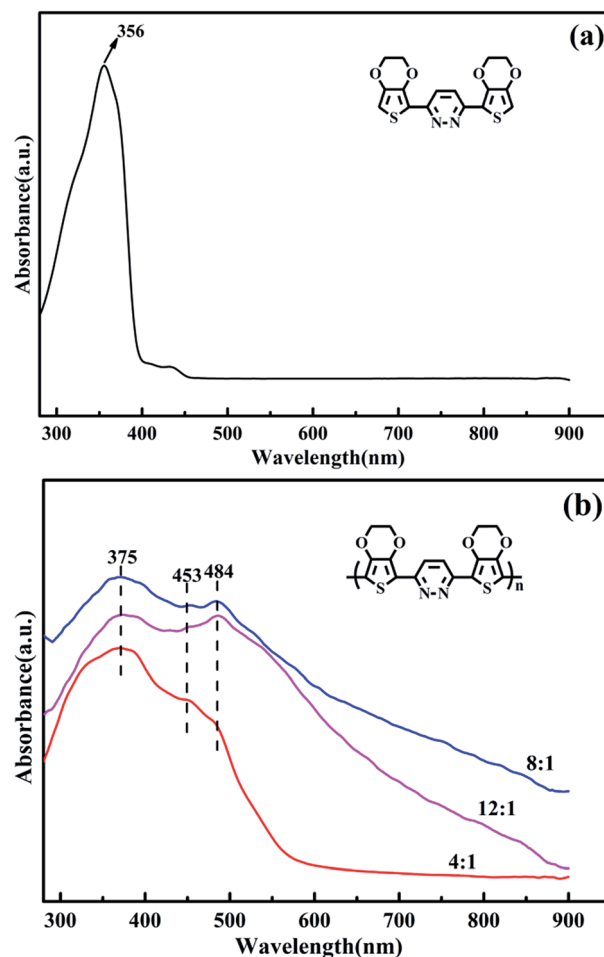 356
(a)
O O O O
S N-N S
Absorbance(a.u.)
300 400 500 600 700 800 900
Wavelength(nm)
(b)
375 453 484
O O O O
S N-N S n
Absorbance(a.u.)
8:1
12:1
4:1
300 400 500 600 700 800 900
Wavelength(nm)